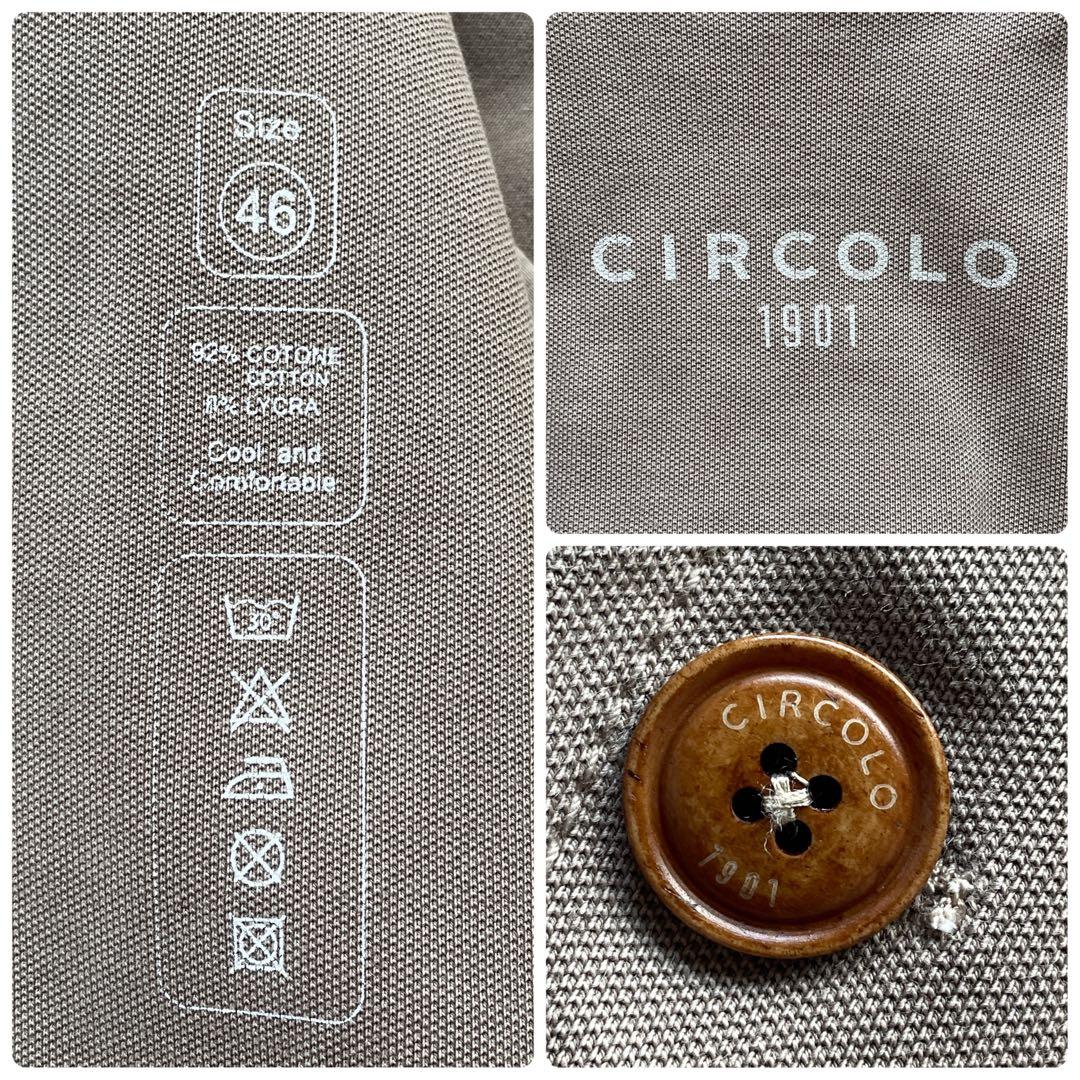 Size
46
92% COTONE
COTTON
8% LYCRA
Cool and
Comfortable
30°
CIRCOLO
1901
CIRCOLO
1901